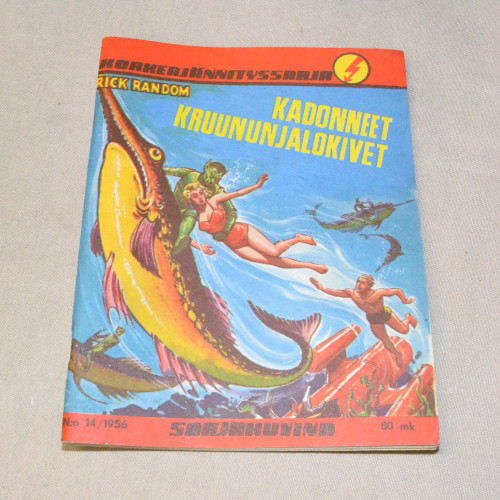 KORKEAJÄNNITYSSARJA
RICK RANDOM
KADONNEET
KRUUNUNJALOKIVET
N:o 14/1956
SARJAKUVINA
80 mk